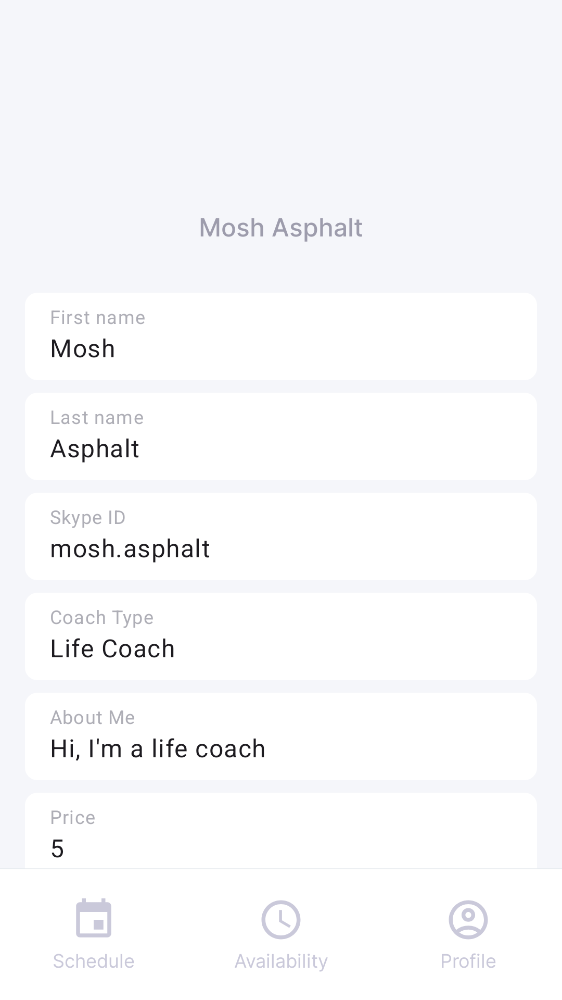 Mosh Asphalt
First name
Mosh
Last name
Asphalt
Skype ID
mosh.asphalt
Coach Type
Life Coach
About Me
Hi, I'm a life coach
Price
5
Schedule
Availability
Profile